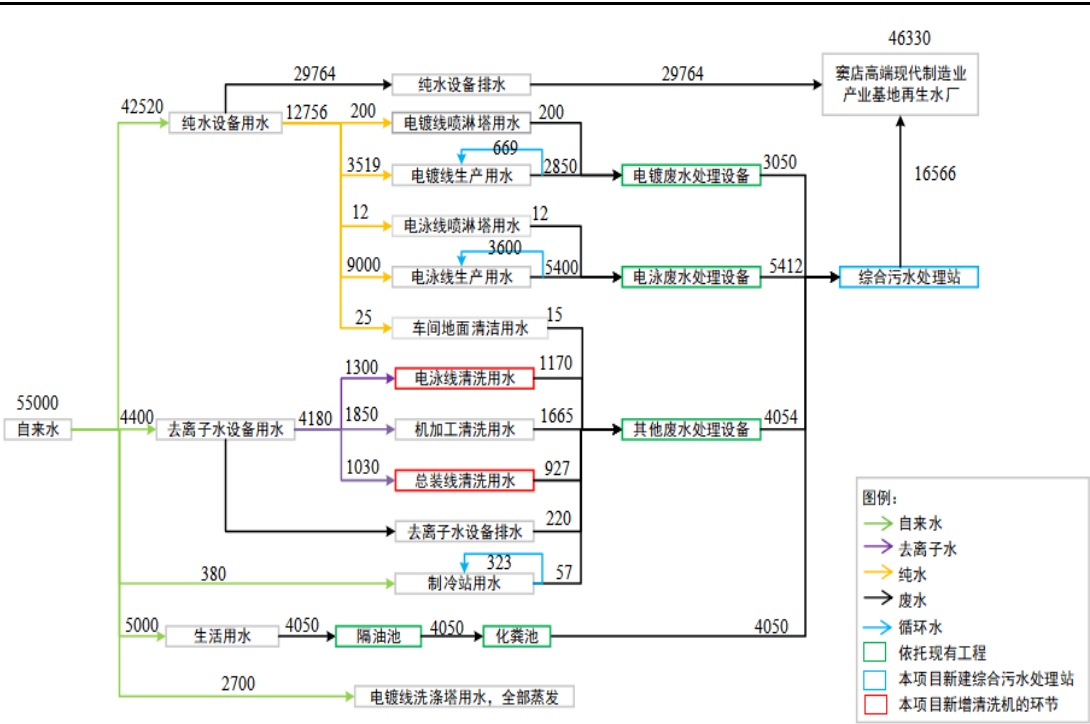 46330
窦店高端现代制造业
产业基地再生水厂
29764
纯水设备排水
29764
42520
纯水设备用水
12756
200
电镀线喷淋塔用水
200
669
3519
电镀线生产用水
2850
电镀废水处理设备
3050
16566
12
电泳线喷淋塔用水
12
3600
9000
电泳线生产用水
5400
电泳废水处理设备
5412
综合污水处理站
25
车间地面清洁用水
15
1300
电泳线清洗用水
1170
55000
自来水
4400
去离子水设备用水
4180
1850
机加工清洗用水
1665
其他废水处理设备
4054
1030
总装线清洗用水
927
去离子水设备排水
220
380
323
制冷站用水
57
5000
生活用水
4050
隔油池
4050
化粪池
4050
2700
电镀线洗涤塔用水，全部蒸发
图例：
自来水
去离子水
纯水
废水
循环水
依托现有工程
本项目新建综合污水处理站
本项目新增清洗机的环节